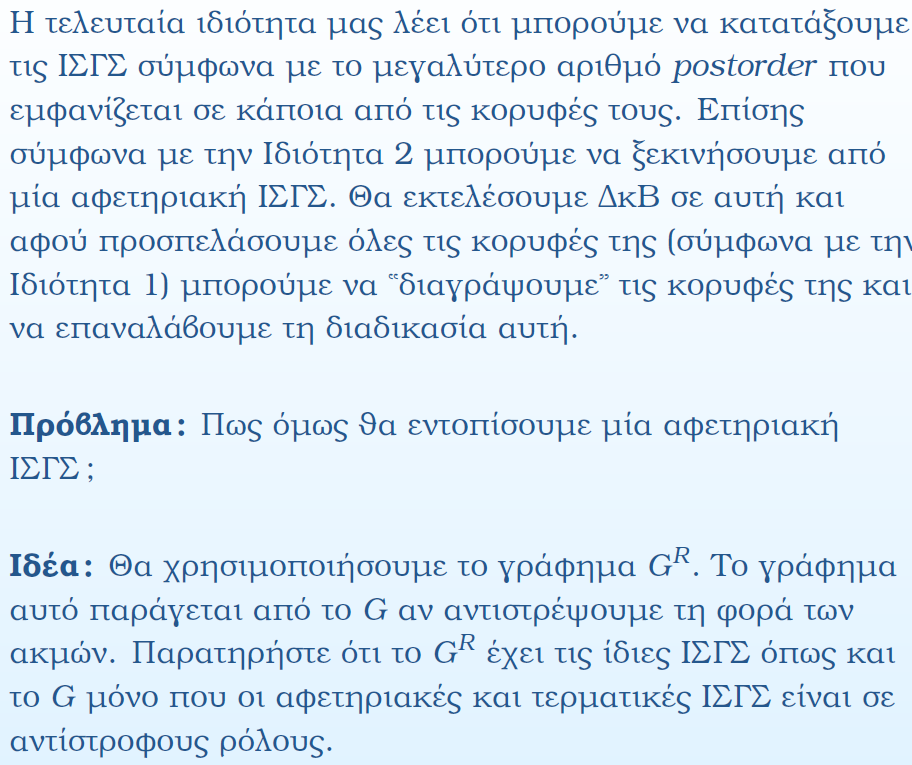 Η τελευταία ιδιότητα μας λέει ότι μπορούμε να κατατάξουμε
τις ΙΣΓΣ σύμφωνα με το μεγαλύτερο αριθμό postorder που
εμφανίζεται σε κάποια από τις κορυφές τους. Επίσης
σύμφωνα με την Ιδιότητα 2 μπορούμε να ξεκινήσουμε από
μία αφετηριακή ΙΣΓΣ. Θα εκτελέσουμε ΔκΒ σε αυτή και
αφού προσπελάσουμε όλες τις κορυφές της (σύμφωνα με την
Ιδιότητα 1) μπορούμε να “διαγράψουμε” τις κορυφές της και
να επαναλάβουμε τη διαδικασία αυτή.
Πρόβλημα: Πως όμως θα εντοπίσουμε μία αφετηριακή
ΙΣΓΣ;
Ιδέα: Θα χρησιμοποιήσουμε το γράφημα G^R. Το γράφημα
αυτό παράγεται από το G αν αντιστρέψουμε τη φορά των
ακμών. Παρατηρήστε ότι το G^R έχει τις ίδιες ΙΣΓΣ όπως και
το G μόνο που οι αφετηριακές και τερματικές ΙΣΓΣ είναι σε
αντίστροφους ρόλους.